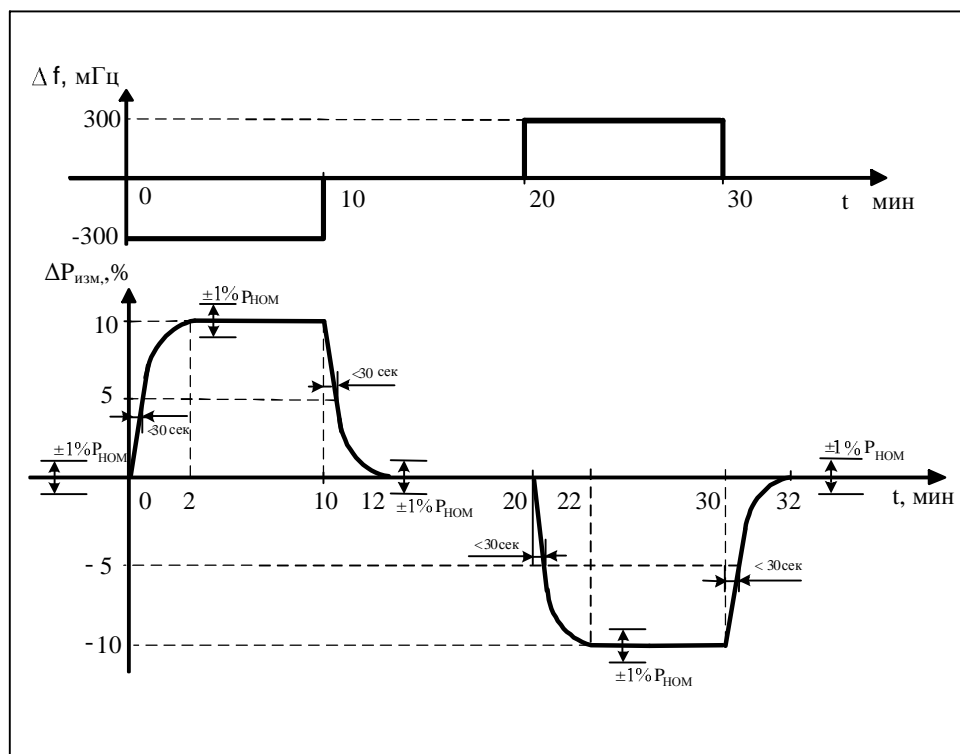 Δ f, мГц
300
0
10
20
30
t мин
-300
ΔPизм,,%
±1% PНОМ
10
<30 сек
5
<30 сек
±1% PНОМ
±1%PНОМ
0
2
10
12
±1% PНОМ
20
22
30
32
t, мин
<30сек
< 30сек
- 5
-10
±1% PНОМ